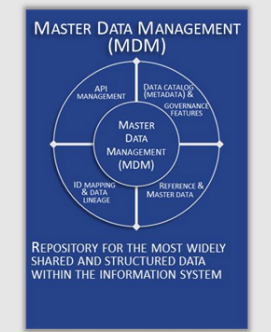 MASTER DATA MANAGEMENT
(MDM)
API
MANAGEMENT
DATA CATALOG
(METADATA) &
GOVERNANCE
FEATURES
MASTER
DATA
MANAGEMENT
(MDM)
ID MAPPING
& DATA
LINEAGE
REFERENCE &
MASTER DATA
REPOSITORY FOR THE MOST WIDELY
SHARED AND STRUCTURED DATA
WITHIN THE INFORMATION SYSTEM